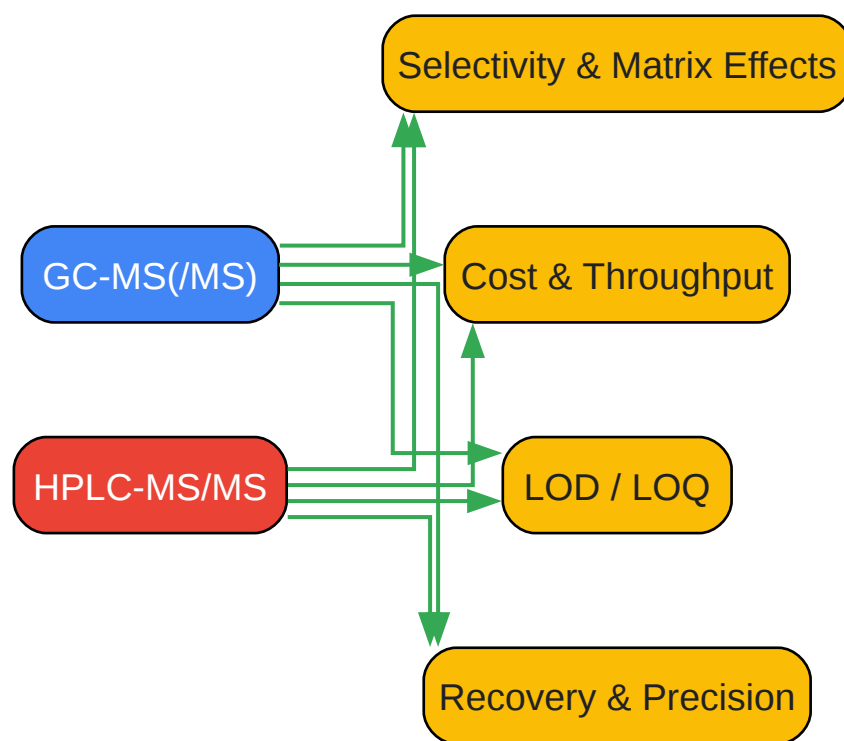 Selectivity & Matrix Effects
GC-MS(/MS)
Cost & Throughput
HPLC-MS/MS
LOD / LOQ
Recovery & Precision